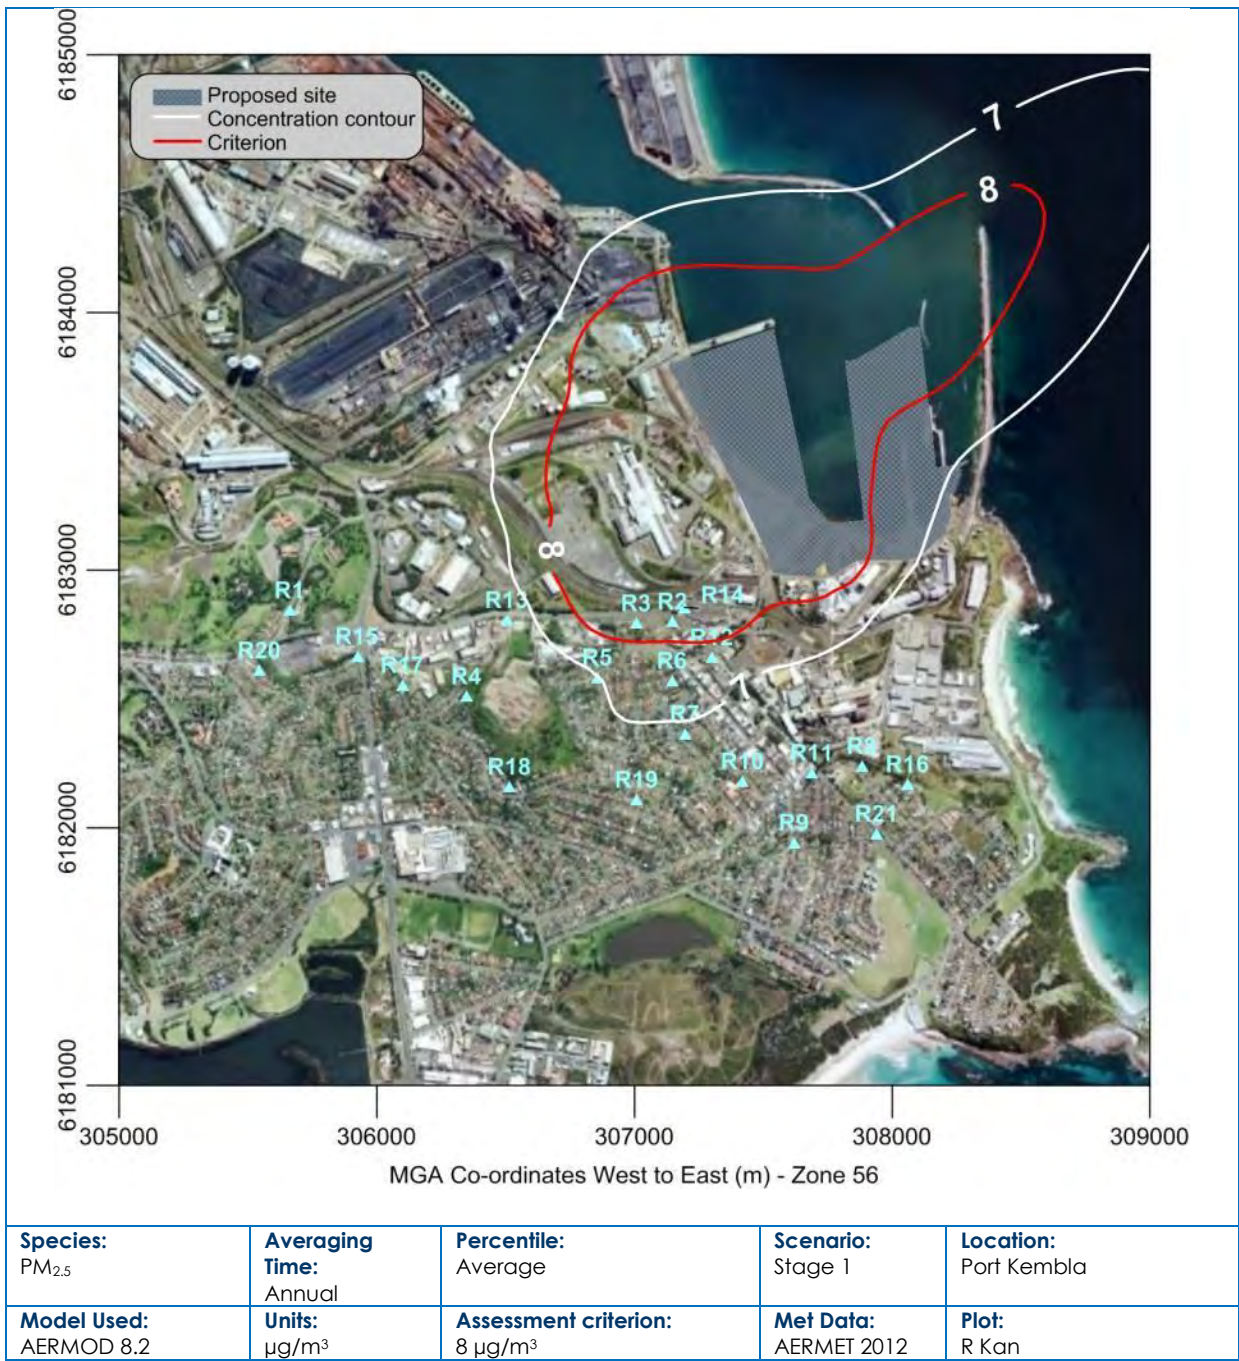 6185000
6184000
6183000
6182000
6181000
Proposed site
Concentration contour
Criterion
7
8
8
R1
R13
R3
R2
R14
R15
R20
R17
R4
R5
R6
R12
7
R7
R18
R19
R10
R11
R8
R16
R9
R21
305000
306000
307000
308000
309000
MGA Co-ordinates West to East (m) - Zone 56
Species:
PM2.5
Averaging
Time:
Annual
Percentile:
Average
Scenario:
Stage 1
Location:
Port Kembla
Model Used:
AERMOD 8.2
Units:
µg/m³
Assessment criterion:
8 µg/m³
Met Data:
AERMET 2012
Plot:
R Kan